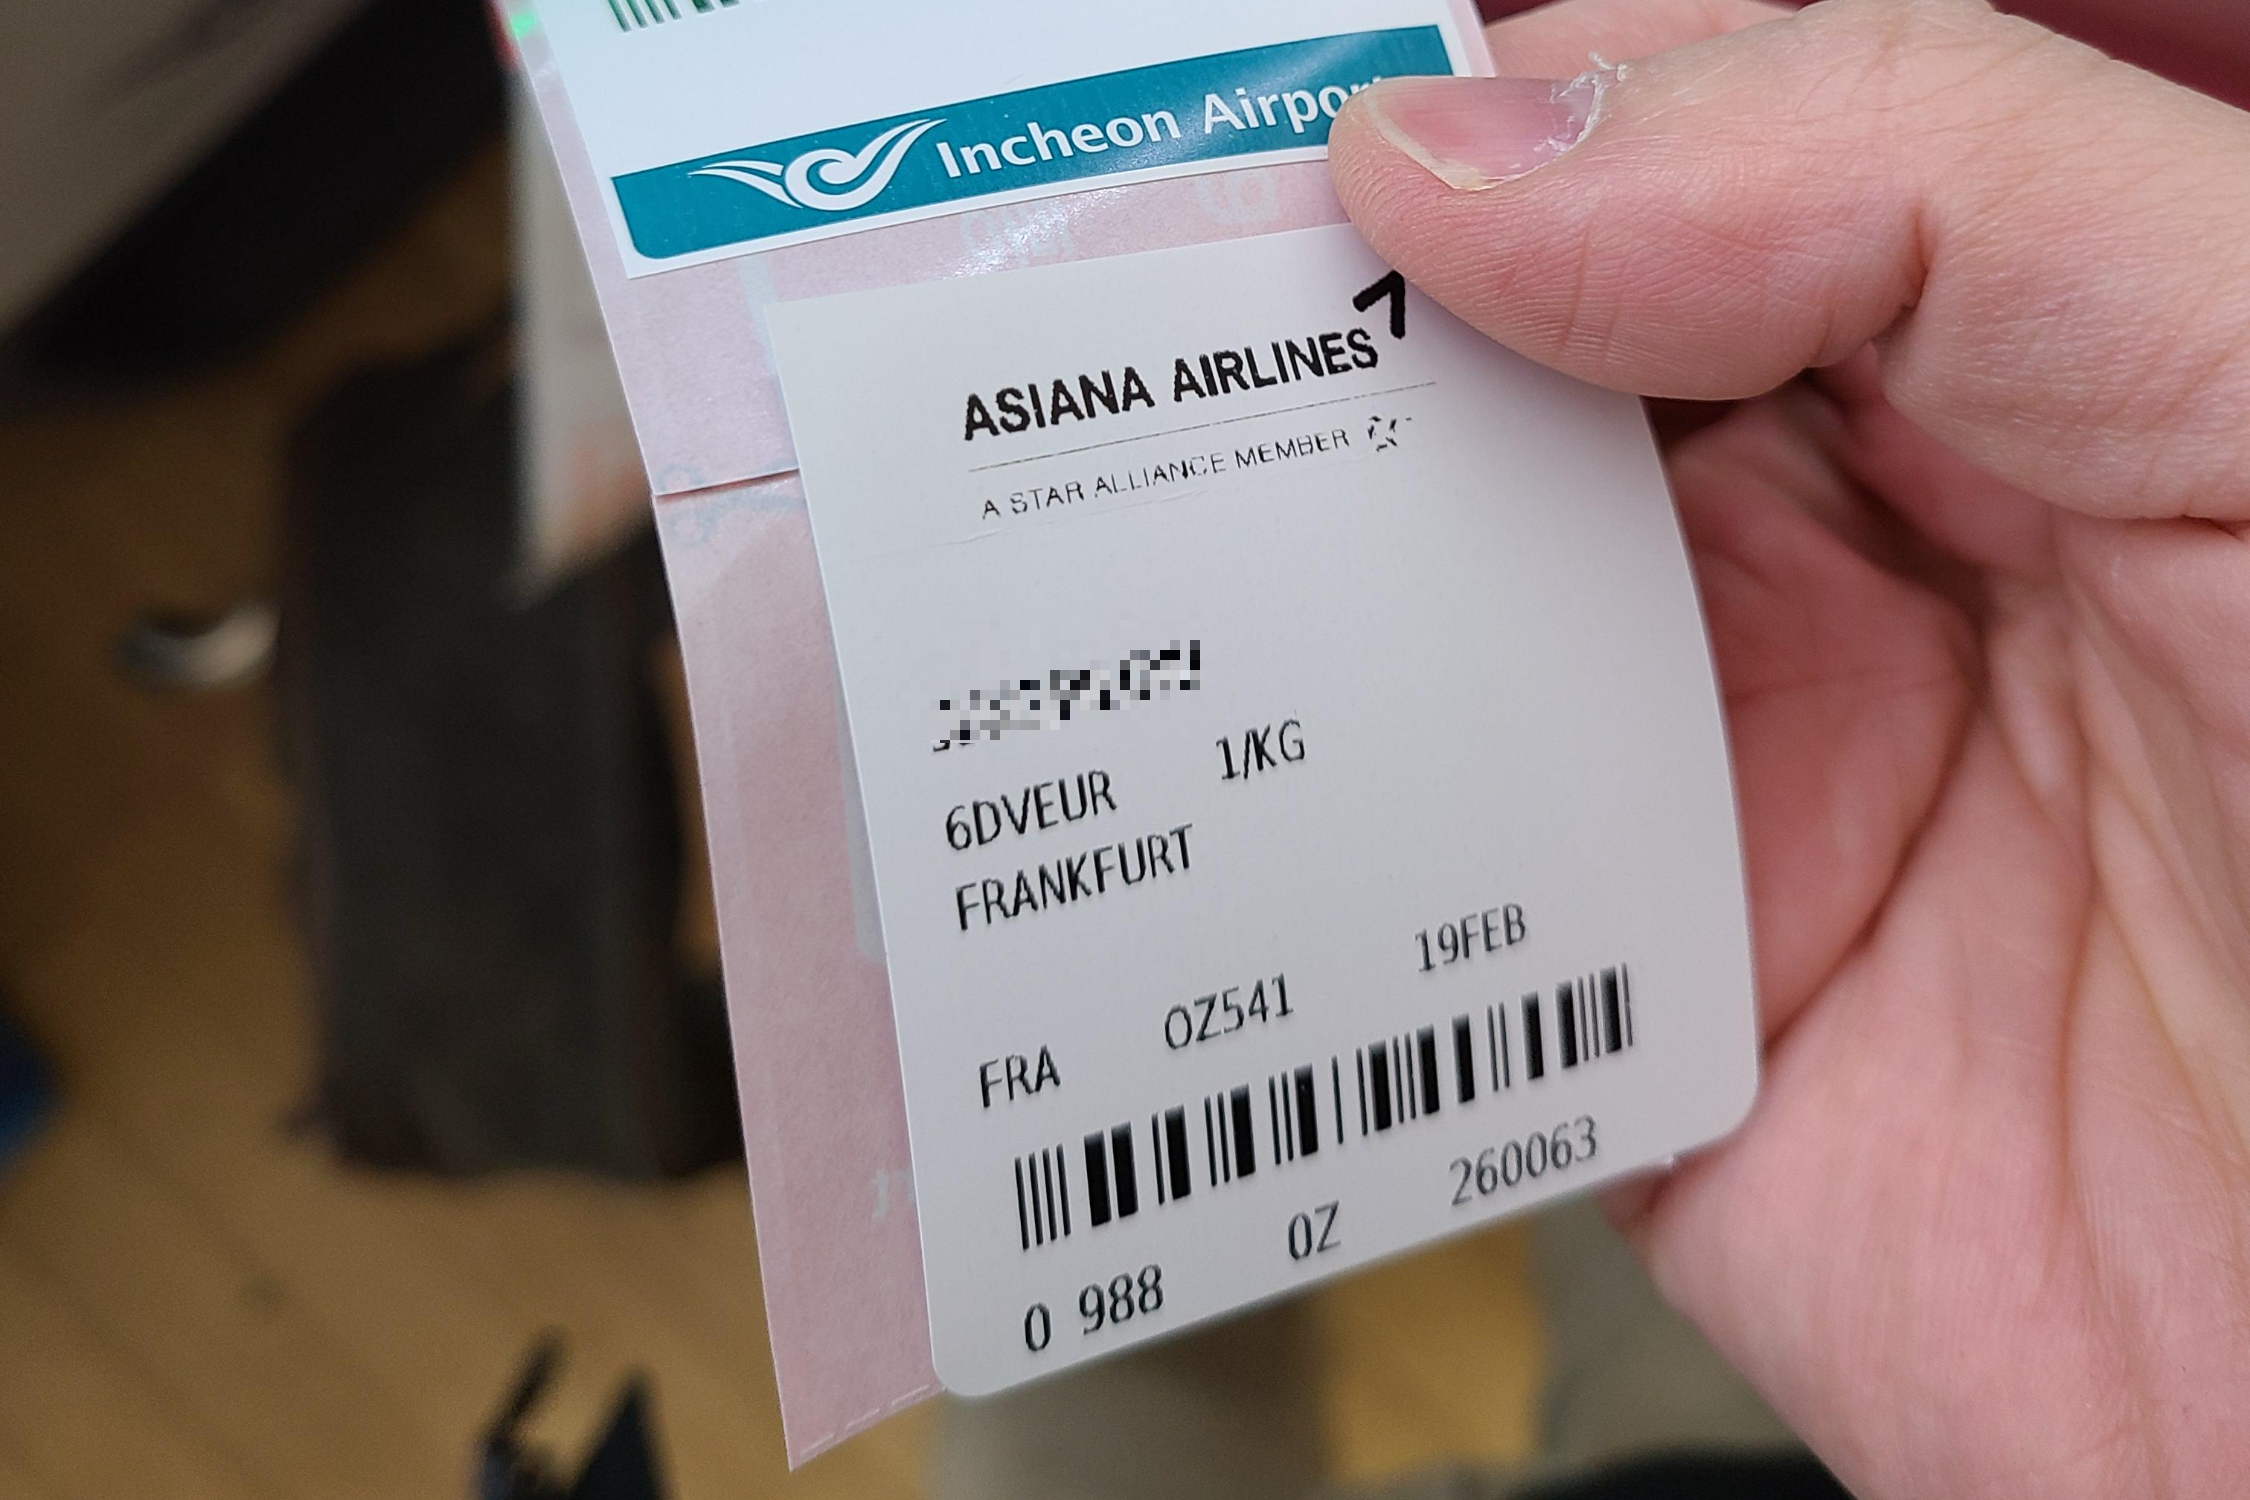 Incheon Airport
ASIANA AIRLINES
A STAR ALLIANCE MEMBER
6DVEUR 1/KG
FRANKFURT
FRA OZ541 19FEB
0 988 OZ 260063